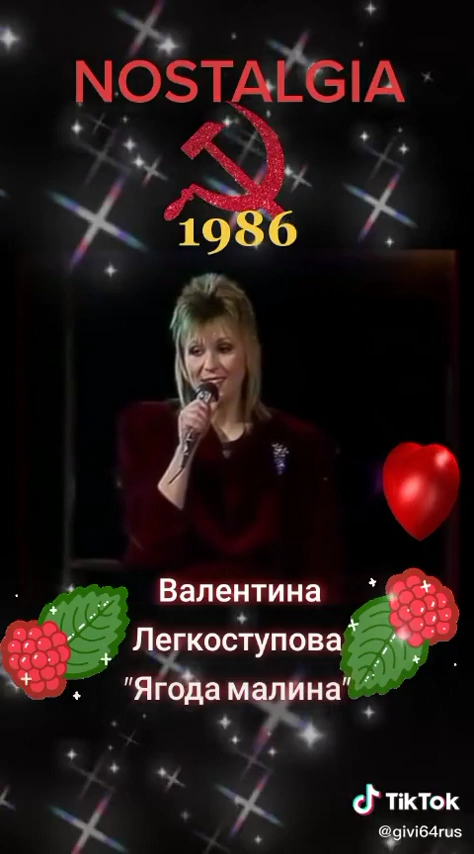 NOSTALGIA
1986
Валентина
Легкоступова
"Ягода малина"
TikTok
@givi64rus